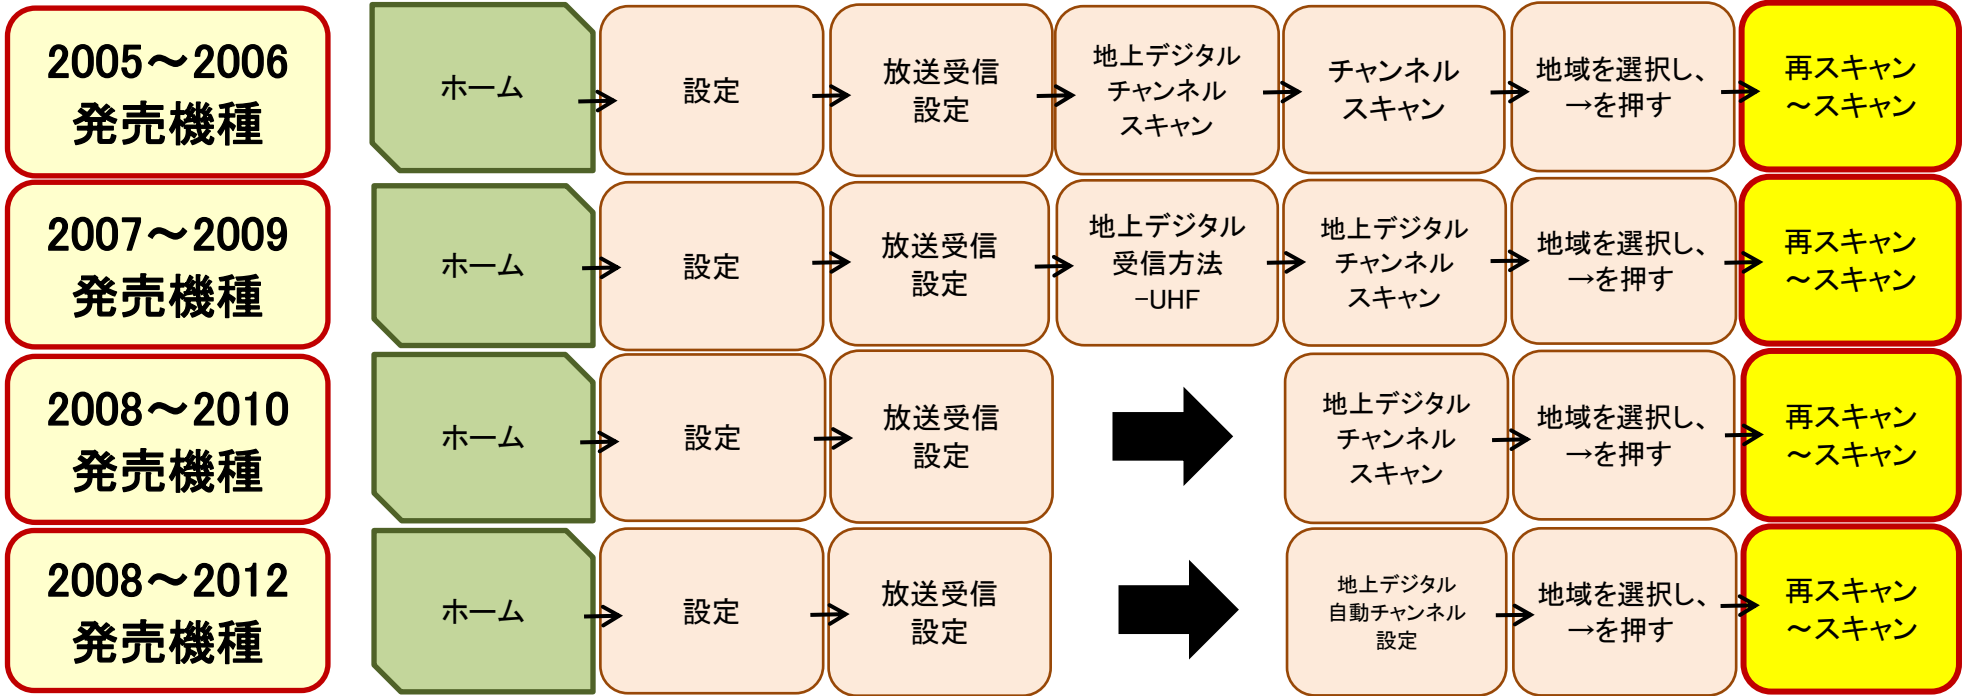 2005～2006
発売機種
ホーム
設定
放送受信
設定
地上デジタル
チャンネル
スキャン
チャンネル
スキャン
地域を選択し、
→を押す
再スキャン
～スキャン
2007～2009
発売機種
ホーム
設定
放送受信
設定
地上デジタル
受信方法
－UHF
地上デジタル
チャンネル
スキャン
地域を選択し、
→を押す
再スキャン
～スキャン
2008～2010
発売機種
ホーム
設定
放送受信
設定
地上デジタル
チャンネル
スキャン
地域を選択し、
→を押す
再スキャン
～スキャン
2008～2012
発売機種
ホーム
設定
放送受信
設定
地上デジタル
自動チャンネル
設定
地域を選択し、
→を押す
再スキャン
～スキャン